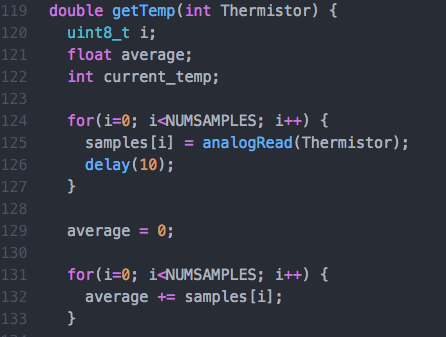 119 double getTemp(int Thermistor) {
120   uint8_t i;
121   float average;
122   int current_temp;
123
124   for(i=0; i<NUMSAMPLES; i++) {
125     samples[i] = analogRead(Thermistor);
126     delay(10);
127   }
128
129   average = 0;
130
131   for(i=0; i<NUMSAMPLES; i++) {
132     average += samples[i];
133   }